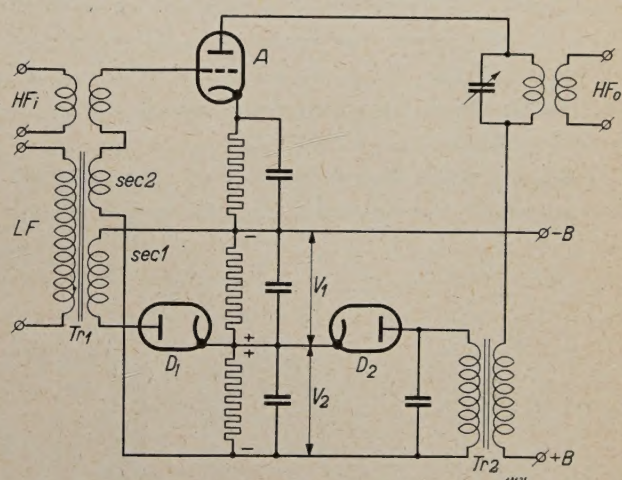 A
HFi
HFo
sec2
LF
sec1
Tr1
-B
-
V1
D1
+
+
D2
V2
-
Tr2
+B